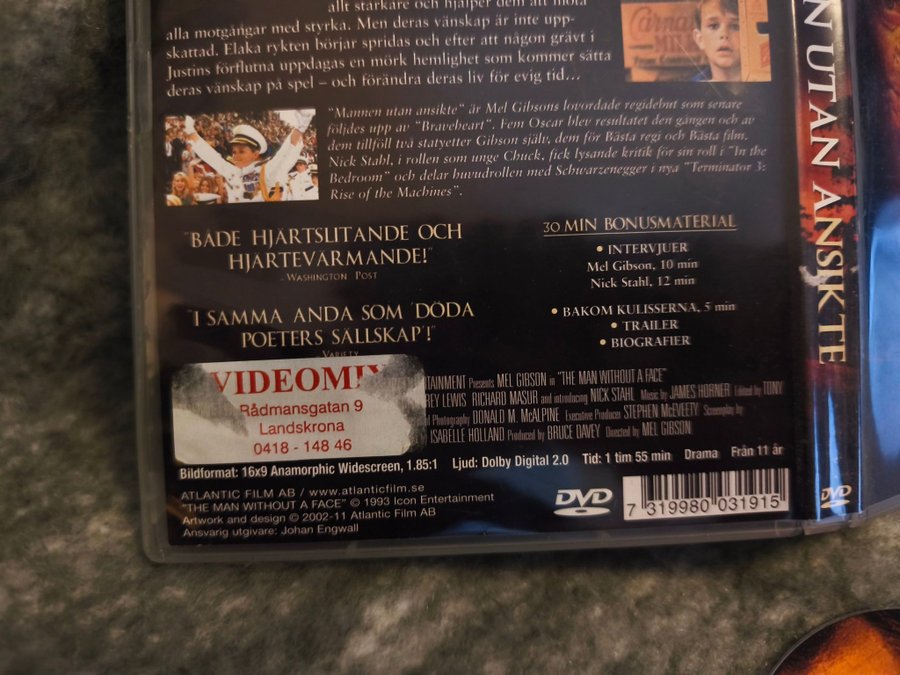 allt starkare och hjälper dem att möta
alla motgångar med styrka. Men deras vänskap är inte upp-
skattad. Elaka rykten börjar spridas och efter att någon grävt i
Justins förflutna uppdagas en mörk hemlighet som kommer sätta
deras vänskap på spel – och förändra deras liv för evig tid...
"Mannen utan ansikte" är Mel Gibsons lovordade regidebut som senare
följdes upp av "Braveheart". Fem Oscar blev resultatet den gången och av
dem tillföll två statyetter Gibson själv, dem för Bästa regi och Bästa film.
Nick Stahl, i rollen som unge Chuck, fick lysande kritik för sin roll i "In the
Bedroom" och delar huvudrollen med Schwarzenegger i nya "Terminator 3:
Rise of the Machines".
"BÅDE HJÄRTSLITANDE OCH
HJÄRTEVÄRMANDE!"
- WASHINGTON POST
"I SAMMA ANDA SOM 'DÖDA
POETERS SÄLLSKAP'!"
- VARIETY
30 MIN BONUSMATERIAL
• INTERVJUER
Mel Gibson, 10 min
Nick Stahl, 12 min
• BAKOM KULISSERNA, 5 min
• TRAILER
• BIOGRAFIER
VIDEOMIX
Rådmansgatan 9
Landskrona
0418 - 148 46
Presents MEL GIBSON in "THE MAN WITHOUT A FACE"
LEWIS RICHARD MASUR and introducing NICK STAHL Music by JAMES HORNER Edited by TONY
Photography DONALD M. McALPINE Executive Producer STEPHEN McEVEETY Screenplay by
ISABELLE HOLLAND Produced by BRUCE DAVEY Directed by MEL GIBSON
Bildformat: 16x9 Anamorphic Widescreen, 1.85:1 Ljud: Dolby Digital 2.0 Tid: 1 tim 55 min Drama Från 11 år
ATLANTIC FILM AB / www.atlanticfilm.se
"THE MAN WITHOUT A FACE" © 1993 Icon Entertainment
Artwork and design © 2002-11 Atlantic Film AB
Ansvarig utgivare: Johan Engwall
DVD
7 319980 031915
N UTAN ANSIKTE
DVD